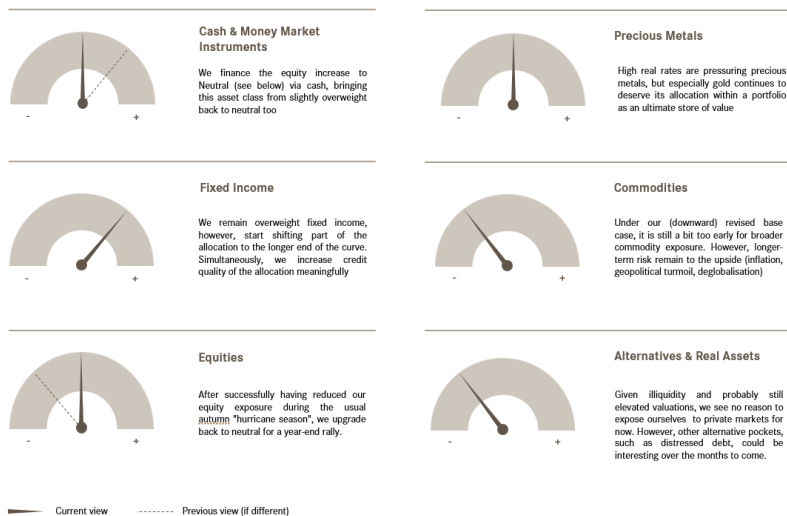 Cash & Money Market
Instruments
We finance the equity increase to
Neutral (see below) via cash, bringing
this asset class from slightly overweight
back to neutral too
- +
Precious Metals
High real rates are pressuring precious
metals, but especially gold continues to
deserve its allocation within a portfolio
as an ultimate store of value
- +
Fixed Income
We remain overweight fixed income,
however, start shifting part of the
allocation to the longer end of the curve.
Simultaneously, we increase credit
quality of the allocation meaningfully
- +
Commodities
Under our (downward) revised base
case, it is still a bit too early for broader
commodity exposure. However, longer-
term risk remain to the upside (inflation,
geopolitical turmoil, deglobalisation)
- +
Equities
After successfully having reduced our
equity exposure during the usual
autumn "hurricane season", we upgrade
back to neutral for a year-end rally.
- +
Alternatives & Real Assets
Given illiquidity and probably still
elevated valuations, we see no reason to
expose ourselves to private markets for
now. However, other alternative pockets,
such as distressed debt, could be
interesting over the months to come.
- +
Current view
Previous view (if different)